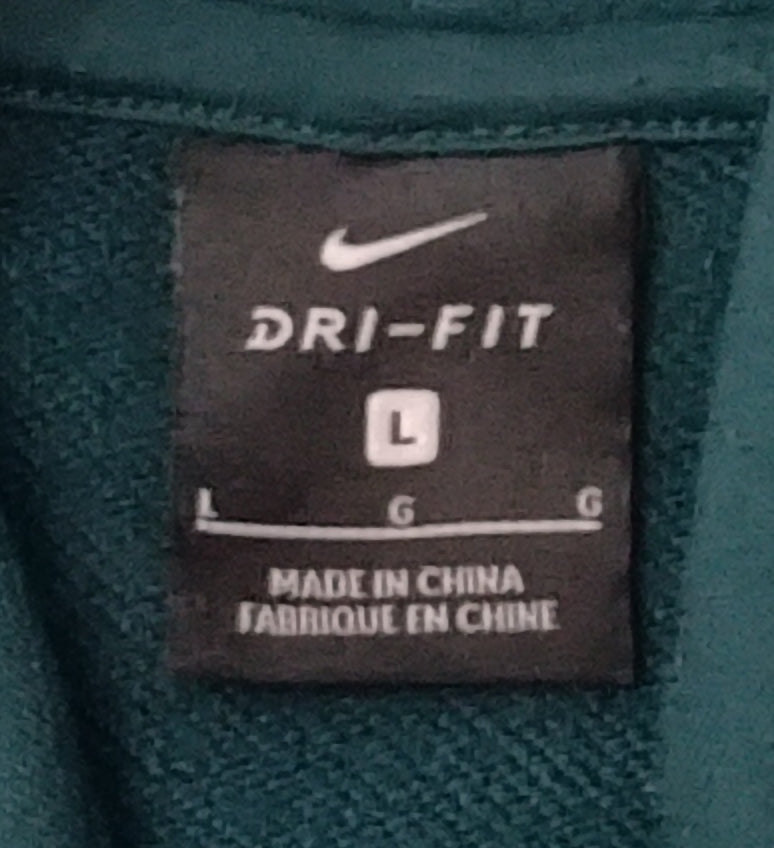 DRI-FIT
L
L G G
MADE IN CHINA
FABRIQUE EN CHINE